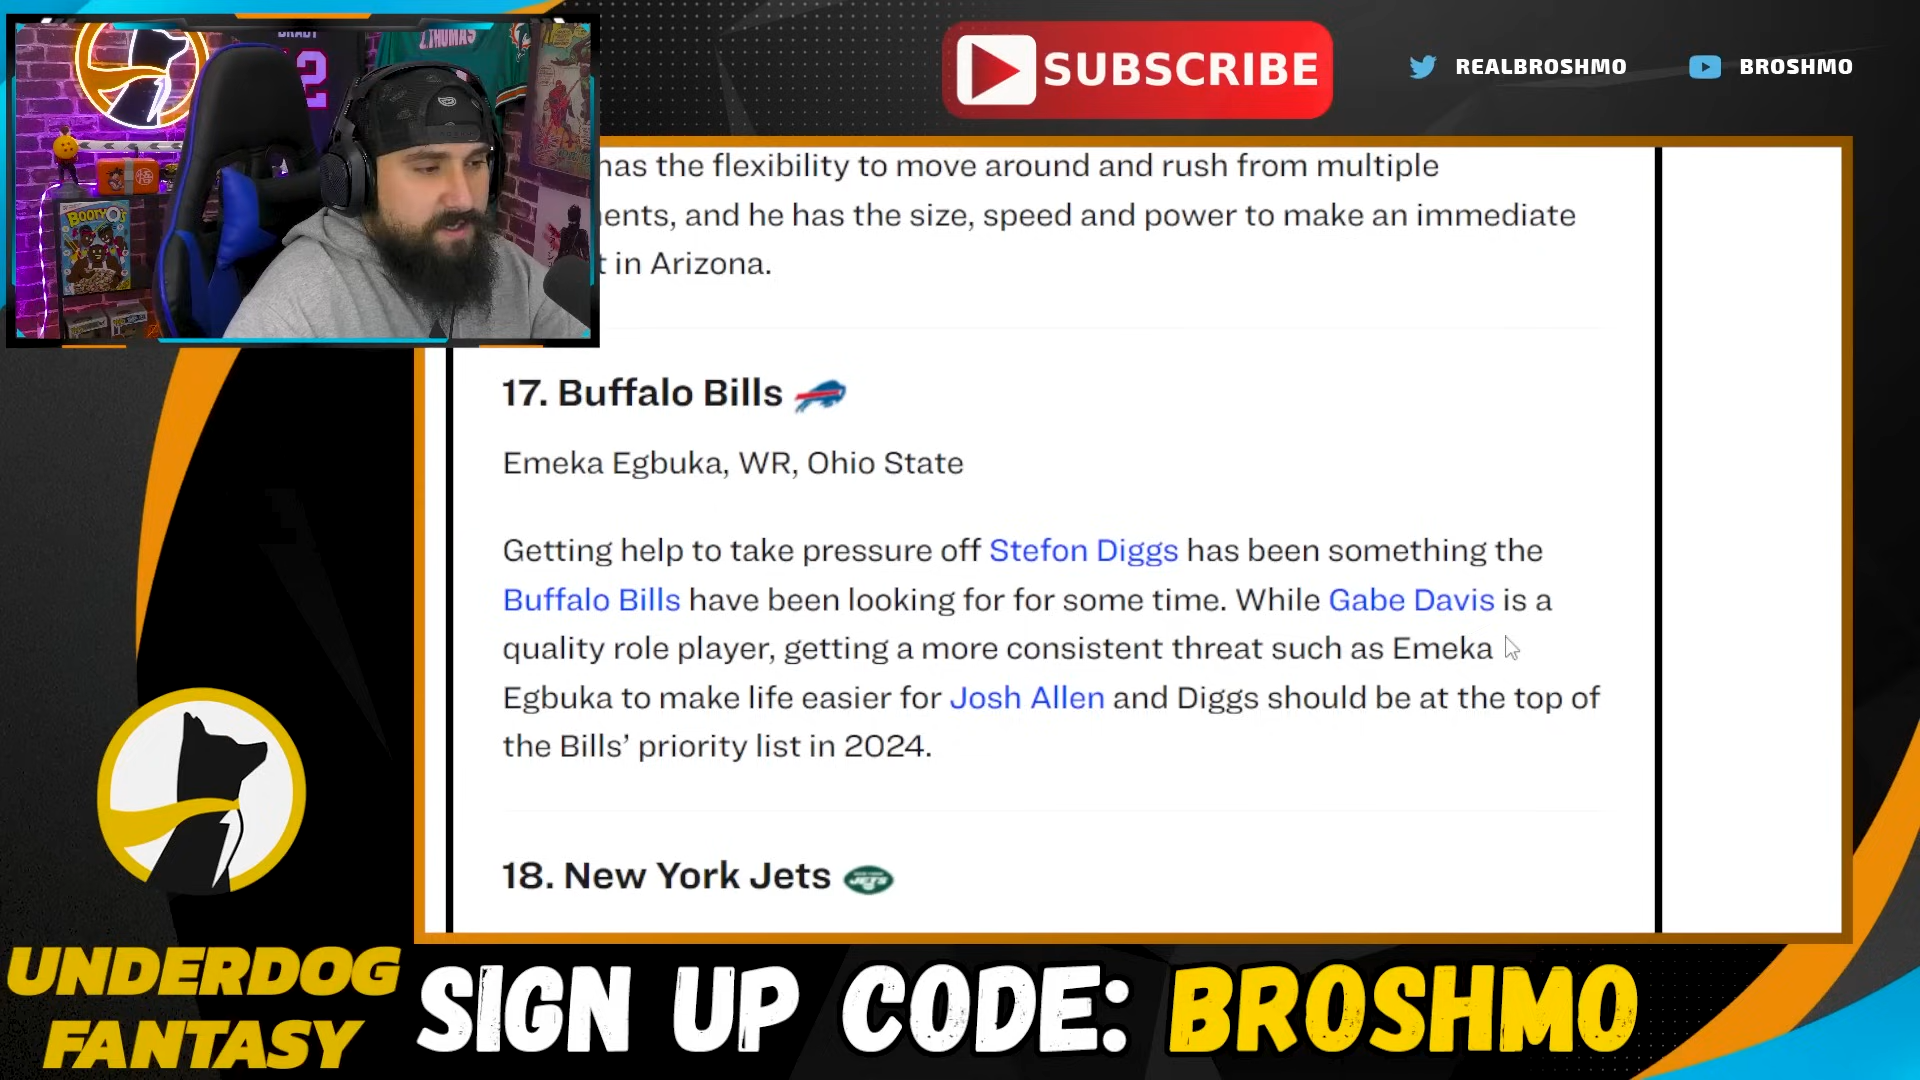 BRADY
2
J.THOMAS
BOOTY O's
SUBSCRIBE
REALBROSHMO
BROSHMO
has the flexibility to move around and rush from multiple
ents, and he has the size, speed and power to make an immediate
t in Arizona.
17. Buffalo Bills
Emeka Egbuka, WR, Ohio State
Getting help to take pressure off Stefon Diggs has been something the
Buffalo Bills have been looking for for some time. While Gabe Davis is a
quality role player, getting a more consistent threat such as Emeka
Egbuka to make life easier for Josh Allen and Diggs should be at the top of
the Bills’ priority list in 2024.
18. New York Jets
JETS
UNDERDOG
FANTASY
SIGN UP CODE: BROSHMO